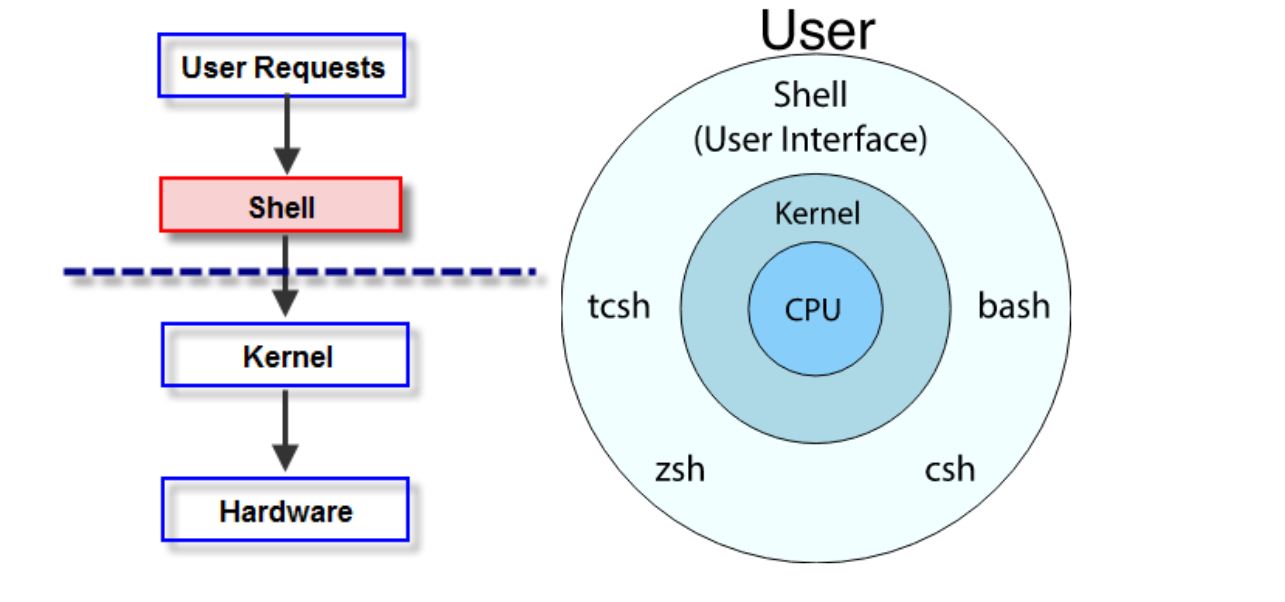 User Requests
Shell
Kernel
Hardware
User
Shell
(User Interface)
Kernel
CPU
tcsh
bash
zsh
csh